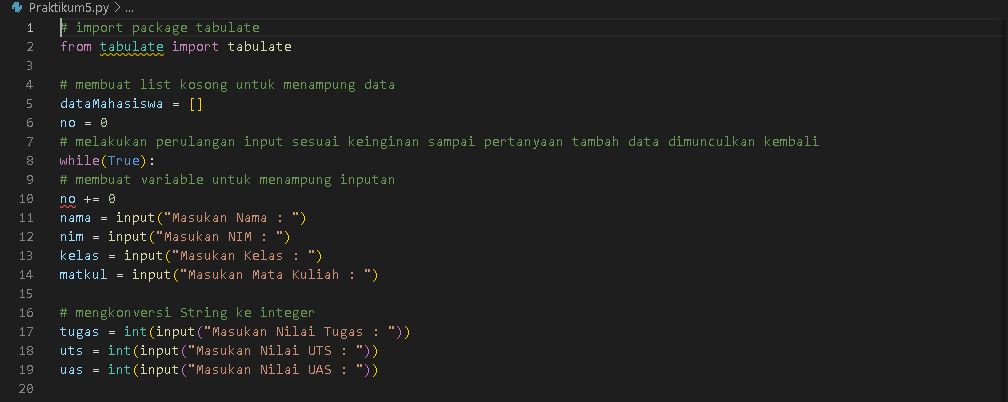 Praktikum5.py > ...
1 # import package tabulate
2 from tabulate import tabulate
3
4 # membuat list kosong untuk menampung data
5 dataMahasiswa = []
6 no = 0
7 # melakukan perulangan input sesuai keinginan sampai pertanyaan tambah data dimunculkan kembali
8 while(True):
9 # membuat variable untuk menampung inputan
10 no += 0
11 nama = input("Masukan Nama : ")
12 nim = input("Masukan NIM : ")
13 kelas = input("Masukan Kelas : ")
14 matkul = input("Masukan Mata Kuliah : ")
15
16 # mengkonversi String ke integer
17 tugas = int(input("Masukan Nilai Tugas : "))
18 uts = int(input("Masukan Nilai UTS : "))
19 uas = int(input("Masukan Nilai UAS : "))
20